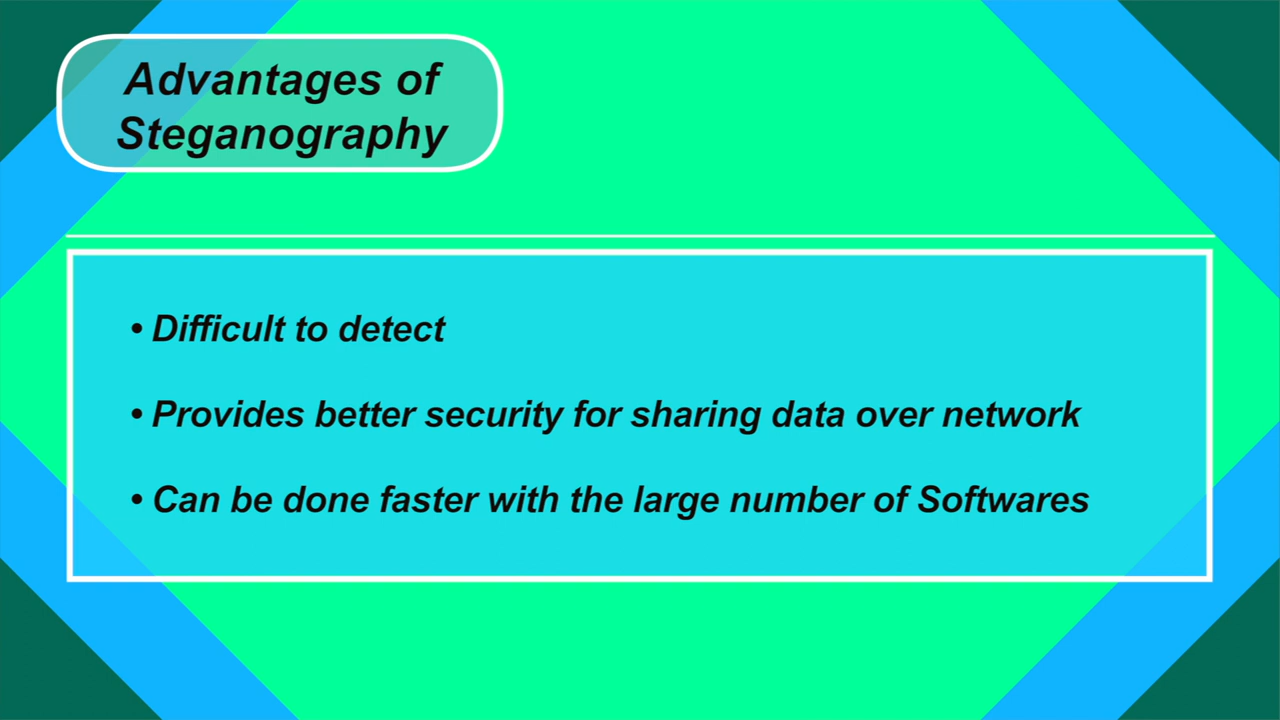 Advantages of
Steganography
• Difficult to detect
• Provides better security for sharing data over network
• Can be done faster with the large number of Softwares